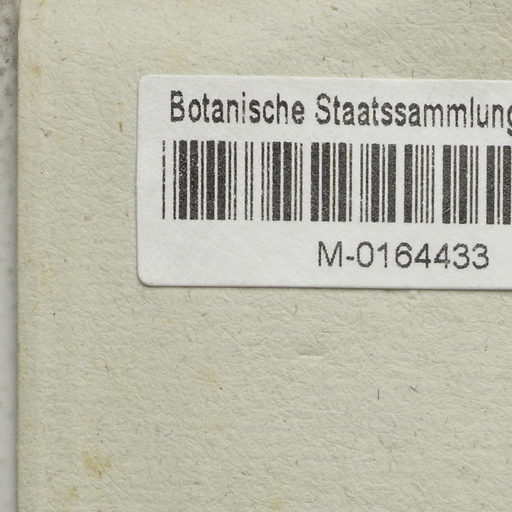 Botanische Staatssammlung
M-0164433